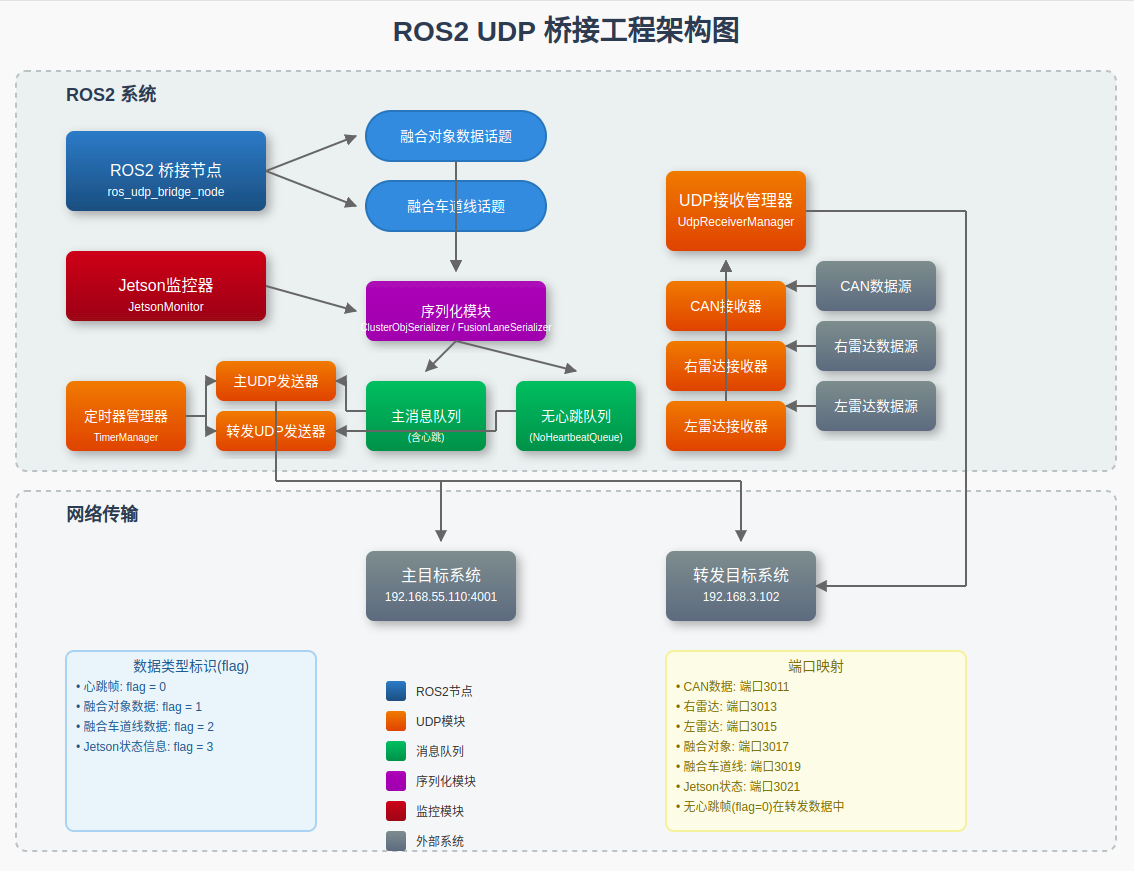 ROS2 UDP 桥接工程架构图
ROS2 系统
ROS2 桥接节点
ros_udp_bridge_node
融合对象数据话题
融合车道线话题
Jetson监控器
JetsonMonitor
序列化模块
ClusterObjSerializer / FusionLaneSerializer
UDP接收管理器
UdpReceiverManager
CAN接收器
CAN数据源
右雷达接收器
右雷达数据源
左雷达接收器
左雷达数据源
定时器管理器
TimerManager
主UDP发送器
转发UDP发送器
主消息队列
(含心跳)
无心跳队列
(NoHeartbeatQueue)
网络传输
主目标系统
192.168.55.110:4001
转发目标系统
192.168.3.102
数据类型标识(flag)
• 心跳帧: flag = 0
• 融合对象数据: flag = 1
• 融合车道线数据: flag = 2
• Jetson状态信息: flag = 3
ROS2节点
UDP模块
消息队列
序列化模块
监控模块
外部系统
端口映射
• CAN数据: 端口3011
• 右雷达: 端口3013
• 左雷达: 端口3015
• 融合对象: 端口3017
• 融合车道线: 端口3019
• Jetson状态: 端口3021
• 无心跳帧(flag=0)在转发数据中